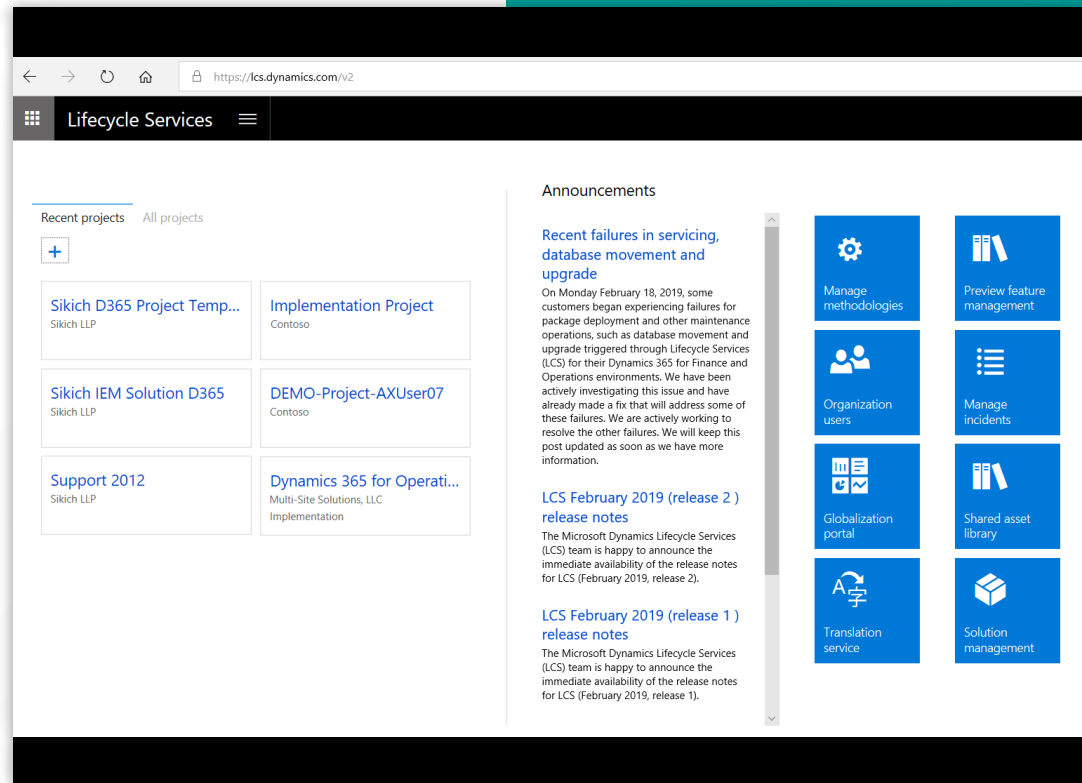 https://lcs.dynamics.com/v2
Lifecycle Services
Recent projects All projects
+
Sikich D365 Project Temp...
Sikich LLP
Implementation Project
Contoso
Sikich IEM Solution D365
Sikich LLP
DEMO-Project-AXUser07
Contoso
Support 2012
Sikich LLP
Dynamics 365 for Operati...
Multi-Site Solutions, LLC
Implementation
Announcements
Recent failures in servicing,
database movement and
upgrade
On Monday February 18, 2019, some
customers began experiencing failures for
package deployment and other maintenance
operations, such as database movement and
upgrade triggered through Lifecycle Services
(LCS) for their Dynamics 365 for Finance and
Operations environments. We have been
actively investigating this issue and have
already made a fix that will address some of
these failures. We are actively working to
resolve the other failures. We will keep this
post updated as soon as we have more
information.
LCS February 2019 (release 2 )
release notes
The Microsoft Dynamics Lifecycle Services
(LCS) team is happy to announce the
immediate availability of the release notes
for LCS (February 2019, release 2).
LCS February 2019 (release 1 )
release notes
The Microsoft Dynamics Lifecycle Services
(LCS) team is happy to announce the
immediate availability of the release notes
for LCS (February 2019, release 1).
Manage
methodologies
Preview feature
management
Organization
users
Manage
incidents
Globalization
portal
Shared asset
library
A字
Translation
service
Solution
management